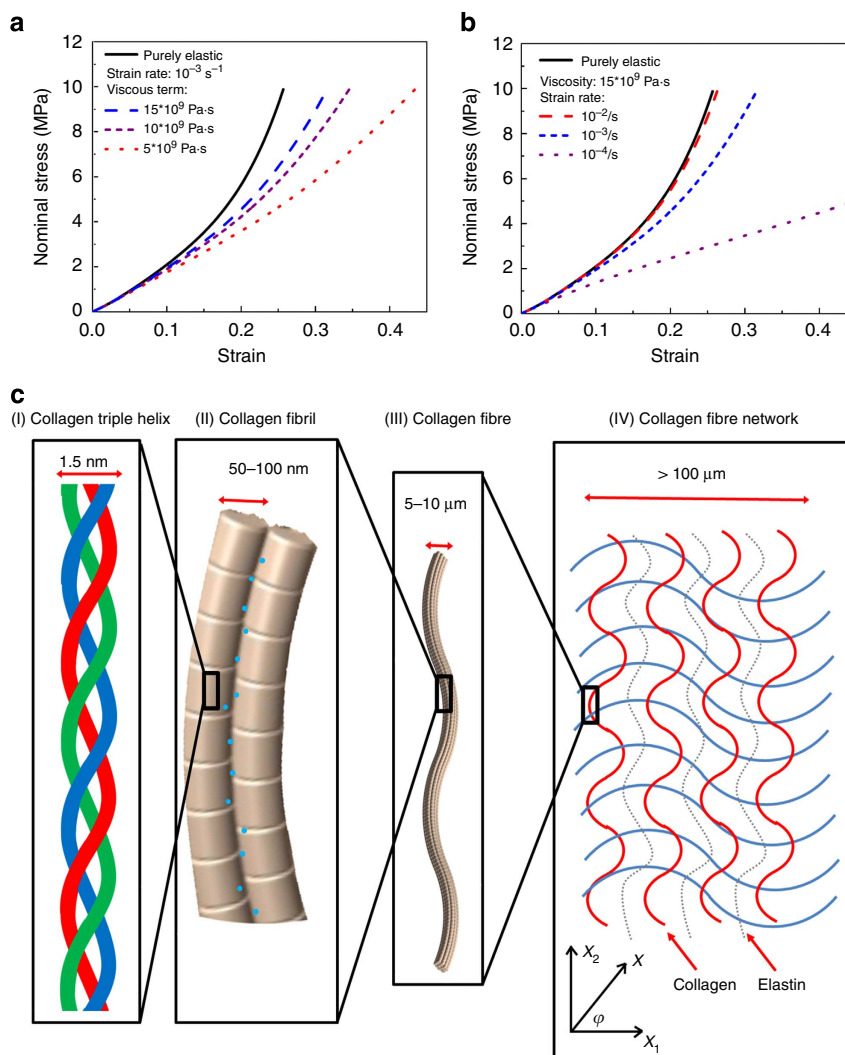 a
12
10
8
6
4
2
0
Nominal stress (MPa)
Purely elastic
Strain rate: 10⁻³ s⁻¹
Viscous term:
15*10⁹ Pa·s
10*10⁹ Pa·s
5*10⁹ Pa·s
0.0 0.1 0.2 0.3 0.4
Strain
b
12
10
8
6
4
2
0
Nominal stress (MPa)
Purely elastic
Viscosity: 15*10⁹ Pa·s
Strain rate:
10⁻²/s
10⁻³/s
10⁻⁴/s
0.0 0.1 0.2 0.3 0.4
Strain
c
(I) Collagen triple helix
1.5 nm
(II) Collagen fibril
50–100 nm
(III) Collagen fibre
5–10 μm
(IV) Collagen fibre network
> 100 μm
Collagen
Elastin
X₂
X
φ
X₁